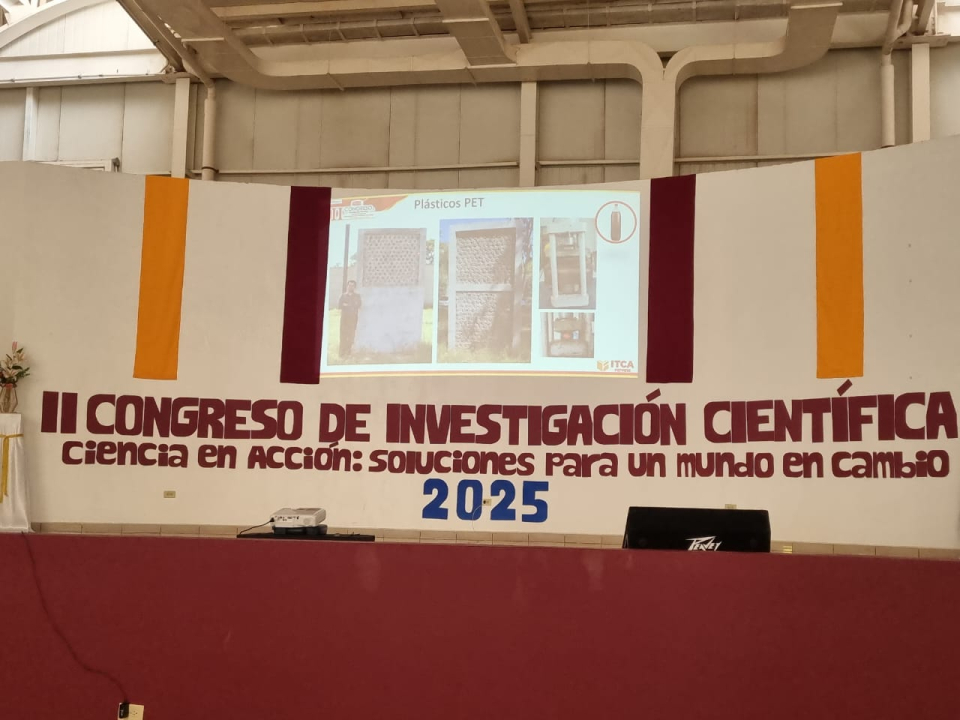 Plásticos PET
ITCA
II CONGRESO DE INVESTIGACIÓN CIENTÍFICA
CIENCIA EN ACCIÓN: SOLUCIONES PARA UN MUNDO EN CAMBIO
2025
PEAVEY